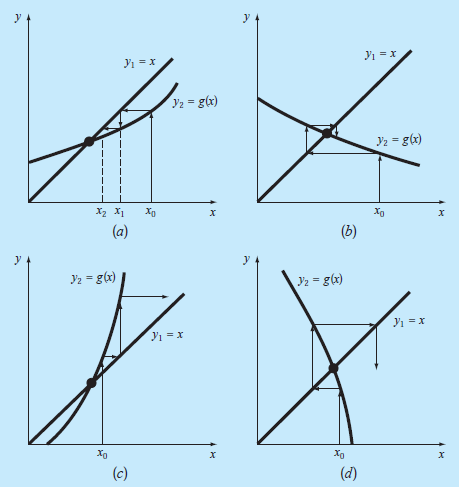 y
y₁ = x
y₂ = g(x)
x₂ x₁ x₀ x
(a)
y
y₁ = x
y₂ = g(x)
x₀ x
(b)
y
y₂ = g(x)
y₁ = x
x₀ x
(c)
y
y₂ = g(x)
y₁ = x
x₀ x
(d)